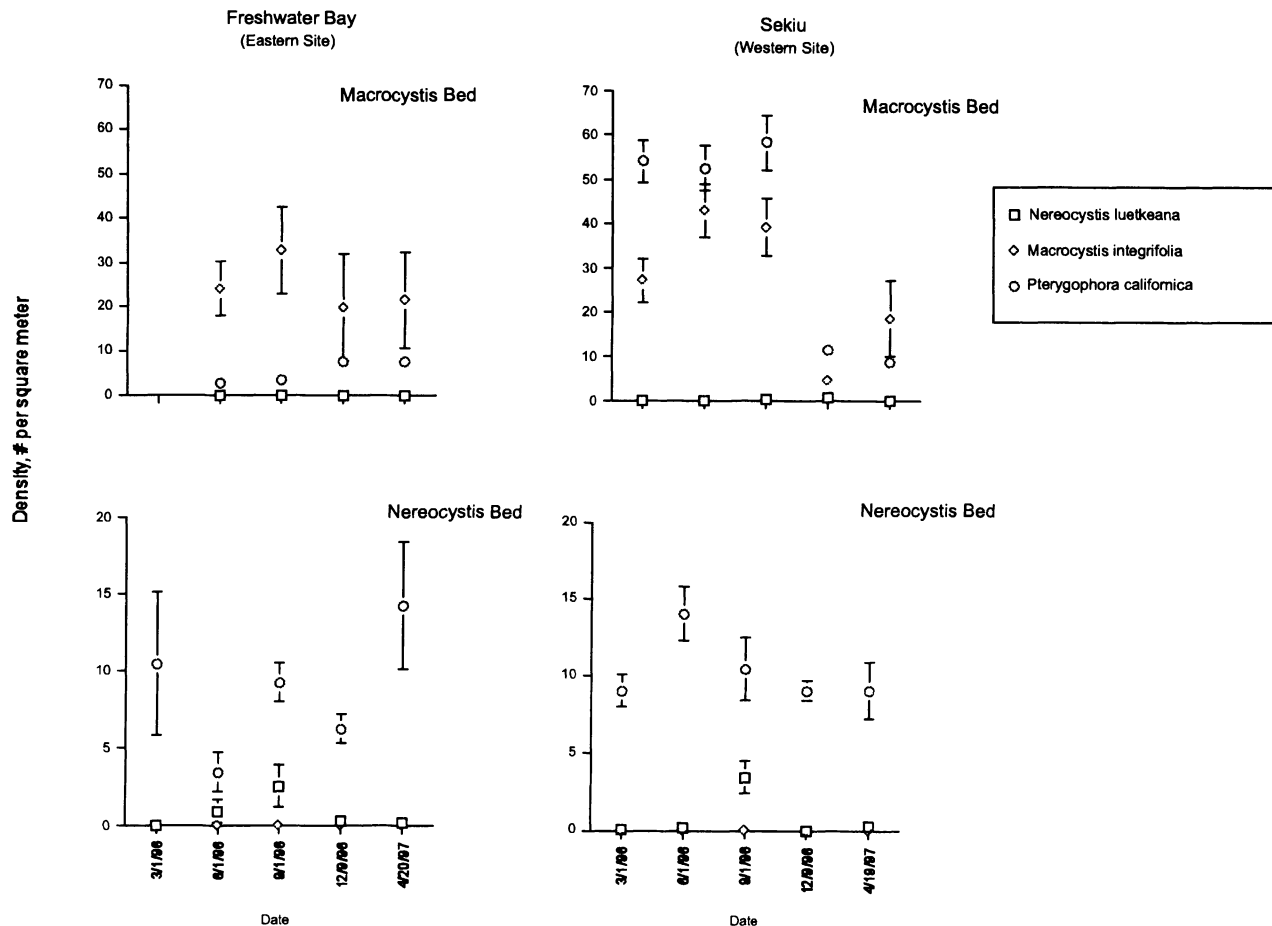 Freshwater Bay
(Eastern Site)
Sekiu
(Western Site)
Macrocystis Bed
70
60
50
40
30
20
10
0
Macrocystis Bed
70
60
50
40
30
20
10
0
Nereocystis luetkeana
Macrocystis integrifolia
Pterygophora californica
Density, # per square meter
Nereocystis Bed
20
15
10
5
0
3/1/96
6/1/96
9/1/96
12/9/96
4/20/97
Date
Nereocystis Bed
20
15
10
5
0
3/1/96
6/1/96
9/1/96
12/9/96
4/19/97
Date